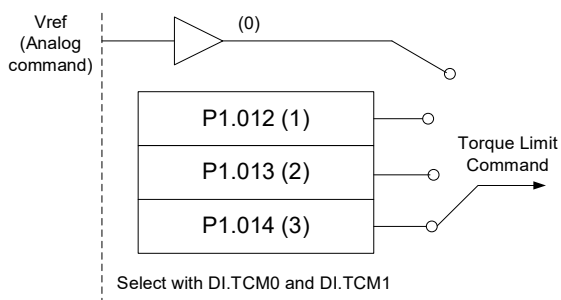 Vref
(Analog
command)
(0)
P1.012 (1)
P1.013 (2)
P1.014 (3)
Torque Limit
Command
Select with DI.TCM0 and DI.TCM1